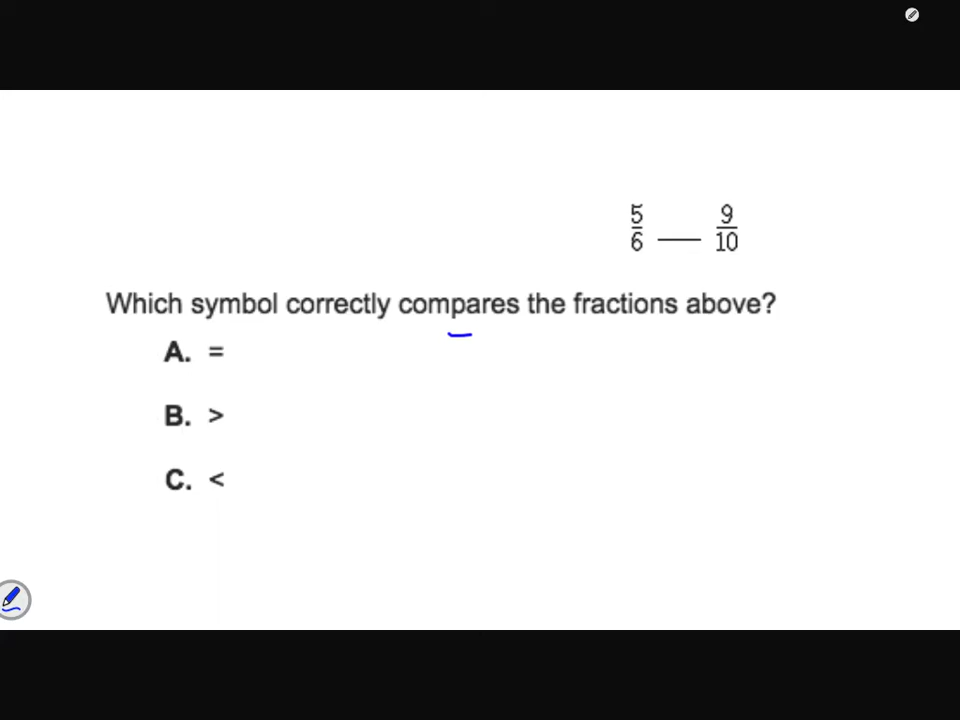 5/6 ___ 9/10
Which symbol correctly compares the fractions above?
A. =
B. >
C. <